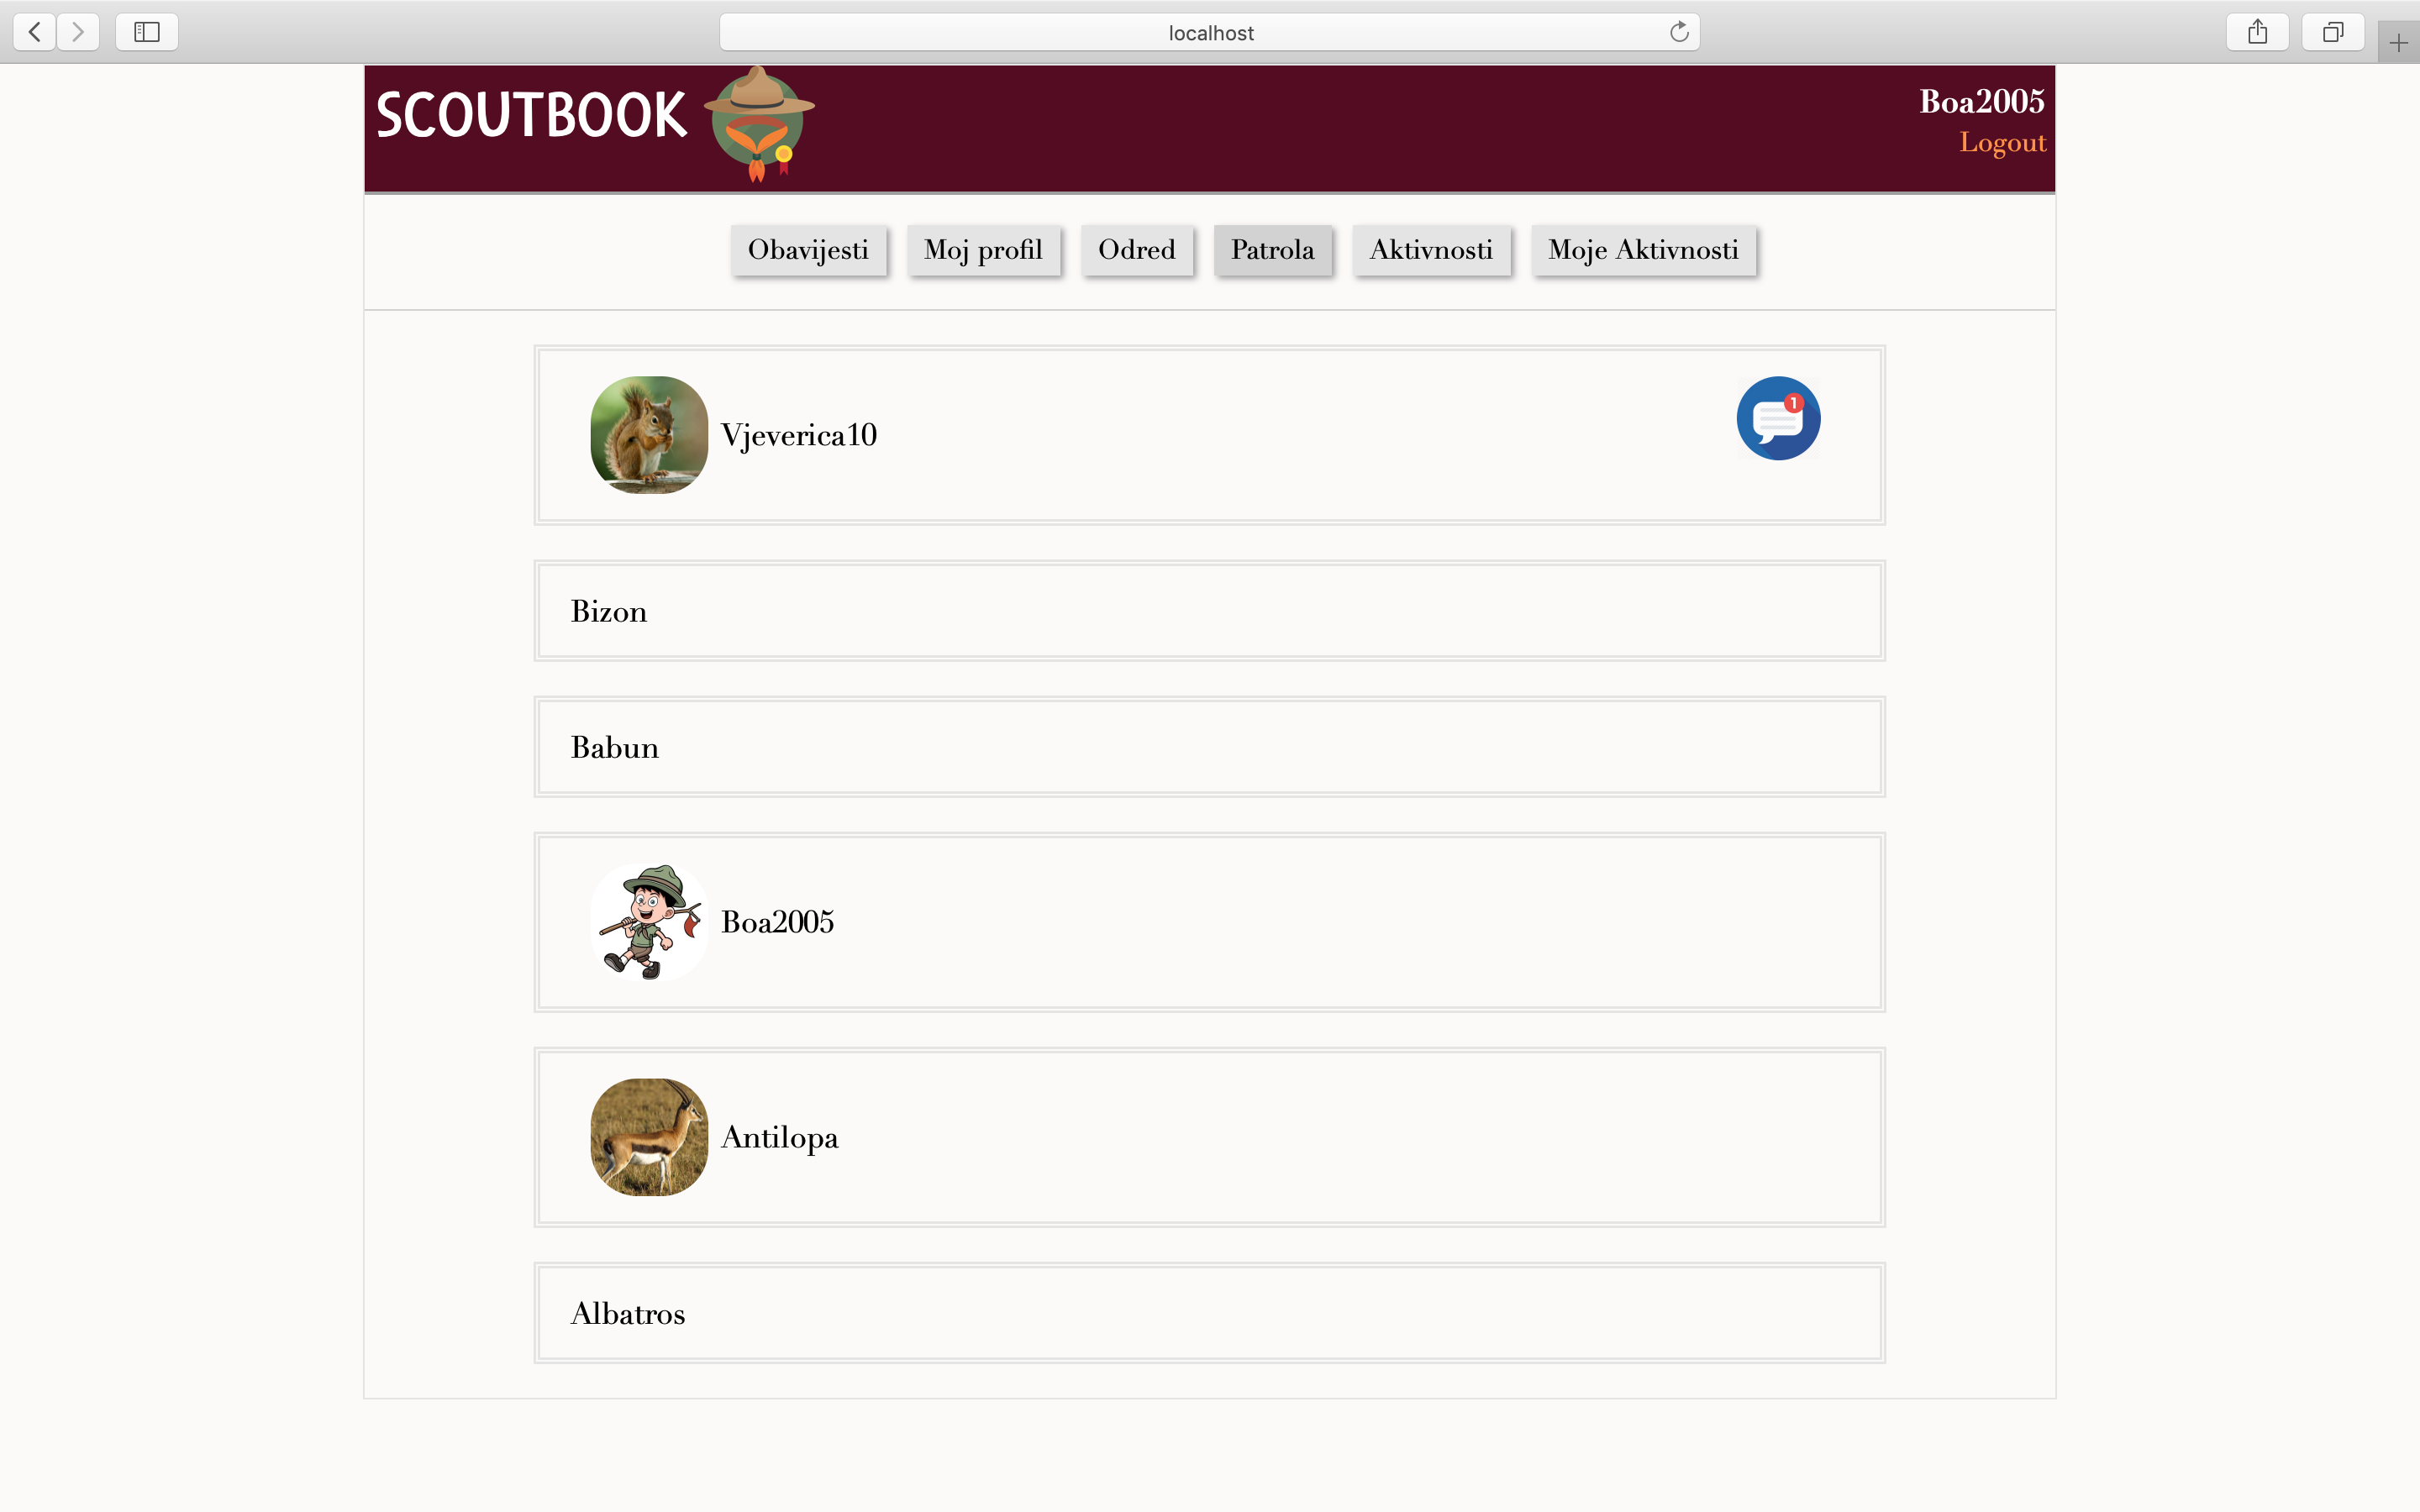 localhost
SCOUTBOOK
Boa2005
Logout
Obavijesti Moj profil Odred Patrola Aktivnosti Moje Aktivnosti
Vjeverica10
1
Bizon
Babun
Boa2005
Antilopa
Albatros